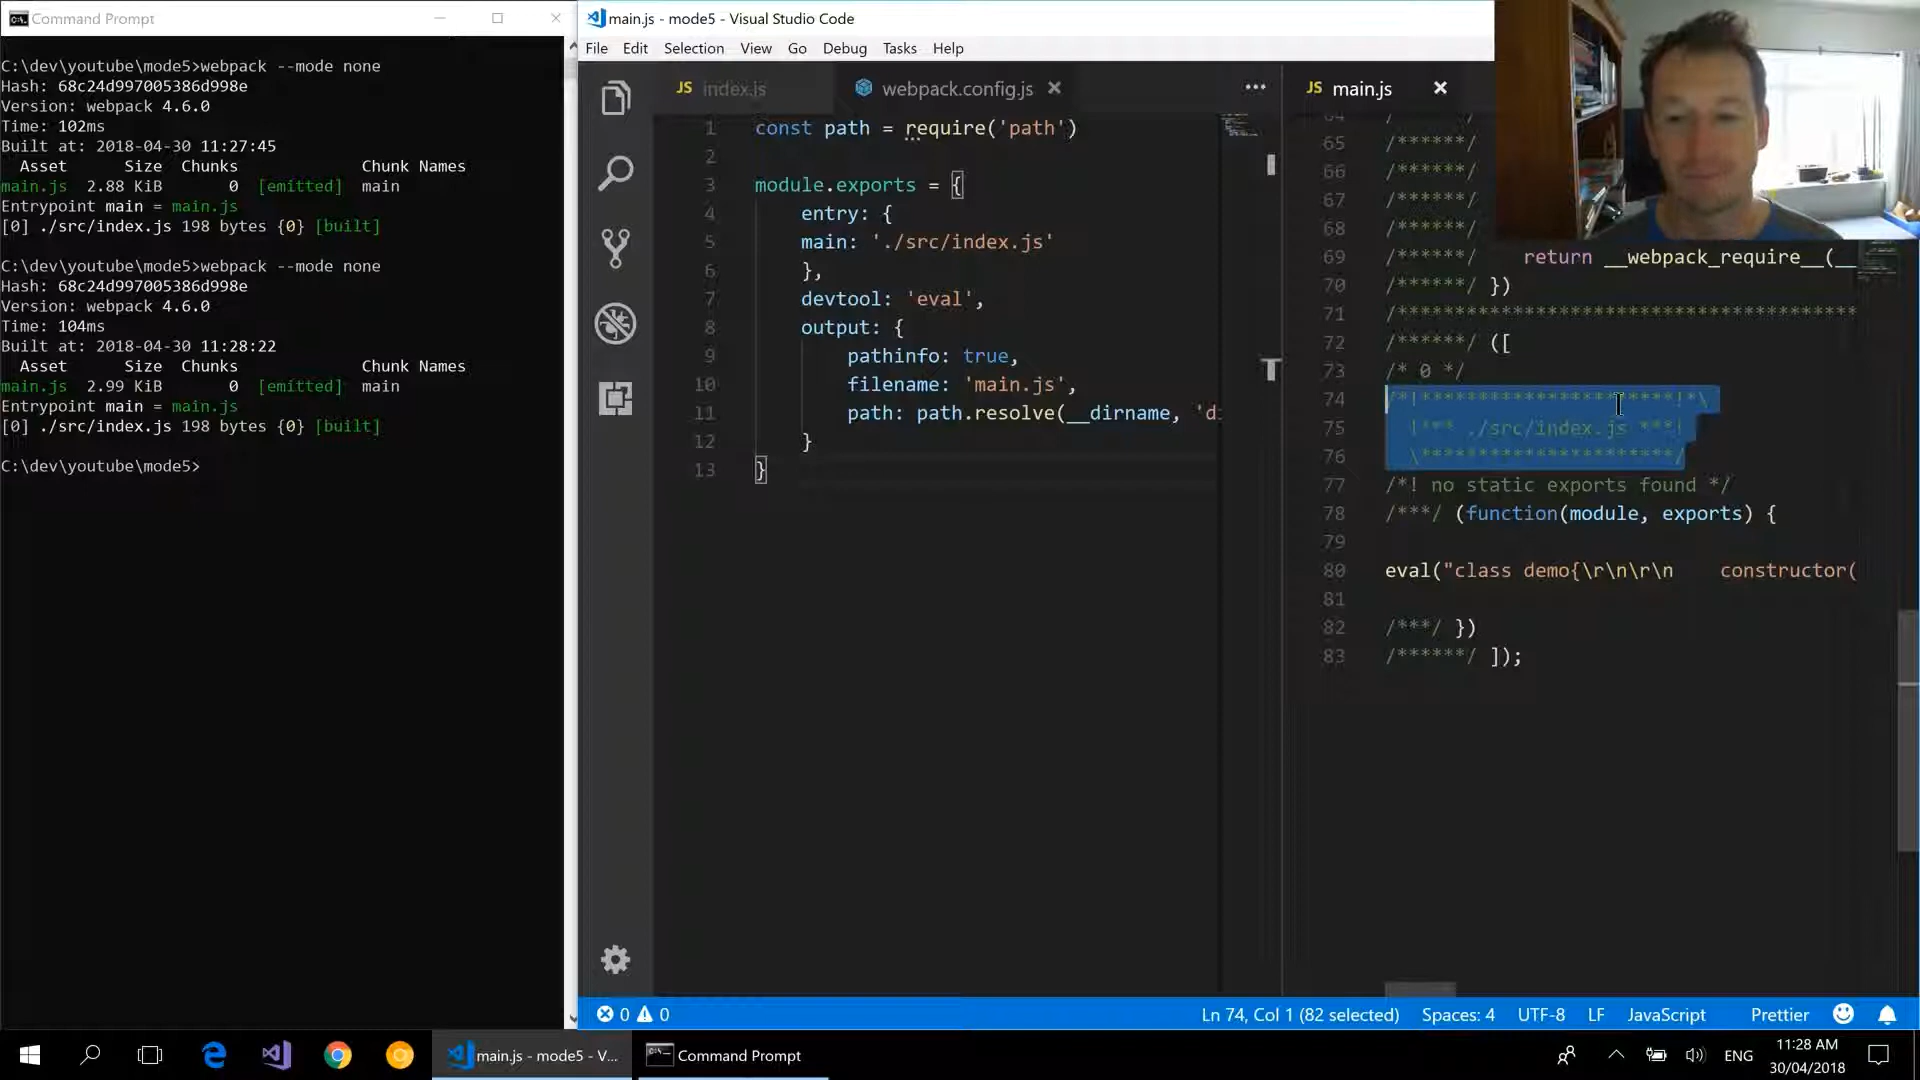 Command Prompt
C:\dev\youtube\mode5>webpack --mode none
Hash: 68c24d997005386d998e
Version: webpack 4.6.0
Time: 102ms
Built at: 2018-04-30 11:27:45
Asset Size Chunks Chunk Names
main.js 2.88 KiB 0 [emitted] main
Entrypoint main = main.js
[0] ./src/index.js 198 bytes {0} [built]
C:\dev\youtube\mode5>webpack --mode none
Hash: 68c24d997005386d998e
Version: webpack 4.6.0
Time: 104ms
Built at: 2018-04-30 11:28:22
Asset Size Chunks Chunk Names
main.js 2.99 KiB 0 [emitted] main
Entrypoint main = main.js
[0] ./src/index.js 198 bytes {0} [built]
C:\dev\youtube\mode5>
main.js - mode5 - Visual Studio Code
File Edit Selection View Go Debug Tasks Help
JS index.js webpack.config.js
1 const path = require('path')
2
3 module.exports = {
4 entry: {
5 main: './src/index.js'
6 },
7 devtool: 'eval',
8 output: {
9 pathinfo: true,
10 filename: 'main.js',
11 path: path.resolve(__dirname, 'd
12 }
13 }
JS main.js
65 /******/
66 /******/
67 /******/
68 /******/
69 /******/ return __webpack_require__(__
70 /******/ })
71 /****************************************
72 /******/ ([
73 /* 0 */
74 /*!**********************!*\
75 !*** ./src/index.js ***!
76 \**********************/
77 /*! no static exports found */
78 /***/ (function(module, exports) {
79
80 eval("class demo{\r\n\r\n constructor(
81
82 /***/ })
83 /******/ ]);
0 0 Ln 74, Col 1 (82 selected) Spaces: 4 UTF-8 LF JavaScript Prettier
main.js - mode5 - V... Command Prompt ENG 11:28 AM
30/04/2018